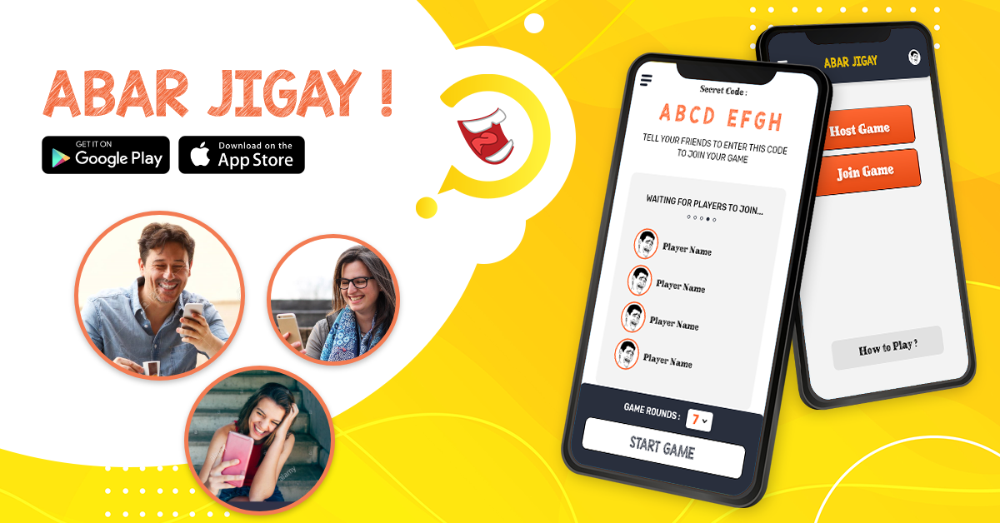 ABAR JIGAY !
GET IT ON
Google Play
Download on the
App Store
alamy
Secret Code :
ABCD EFGH
TELL YOUR FRIENDS TO ENTER THIS CODE
TO JOIN YOUR GAME
WAITING FOR PLAYERS TO JOIN...
Player Name
Player Name
Player Name
Player Name
GAME ROUNDS : 7
START GAME
ABAR JIGAY
Host Game
Join Game
How to Play ?